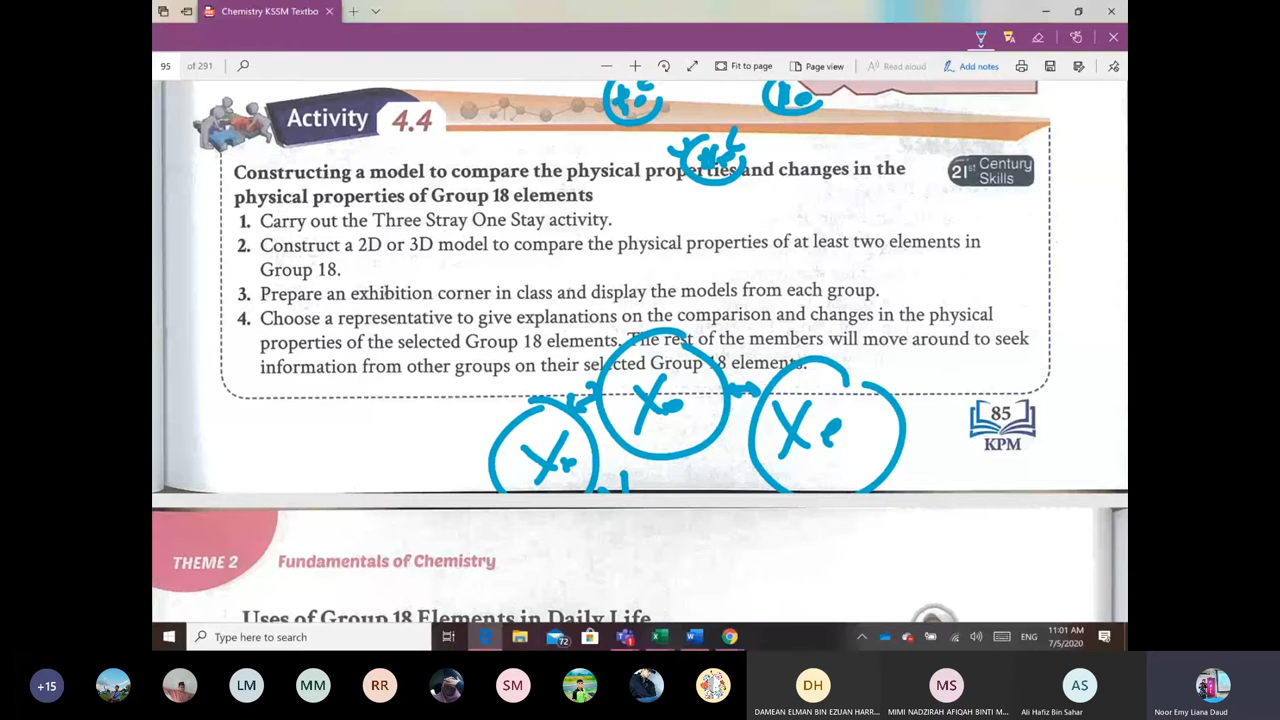 Chemistry KSSM Textbo
95 of 291
Fit to page
Page view
Read aloud
Add notes
Activity 4.4
He
Constructing a model to compare the physical properties and changes in the
physical properties of Group 18 elements
21st Century Skills
1. Carry out the Three Stray One Stay activity.
2. Construct a 2D or 3D model to compare the physical properties of at least two elements in
Group 18.
3. Prepare an exhibition corner in class and display the models from each group.
4. Choose a representative to give explanations on the comparison and changes in the physical
properties of the selected Group 18 elements. The rest of the members will move around to seek
information from other groups on their selected Group 18 elements.
Xe
Xe
85
KPM
THEME 2 Fundamentals of Chemistry
Uses of Group 18 Elements in Daily Life
Type here to search
72
ENG
11:01 AM
7/5/2020
+15
LM
MM
RR
SM
DH
MS
AS
DAMEAN ELMAN BIN EZUAN HARR...
MIMI NADZIRAH AFIQAH BINTI M...
Ali Hafiz Bin Sahar
Noor Emy Liana Daud